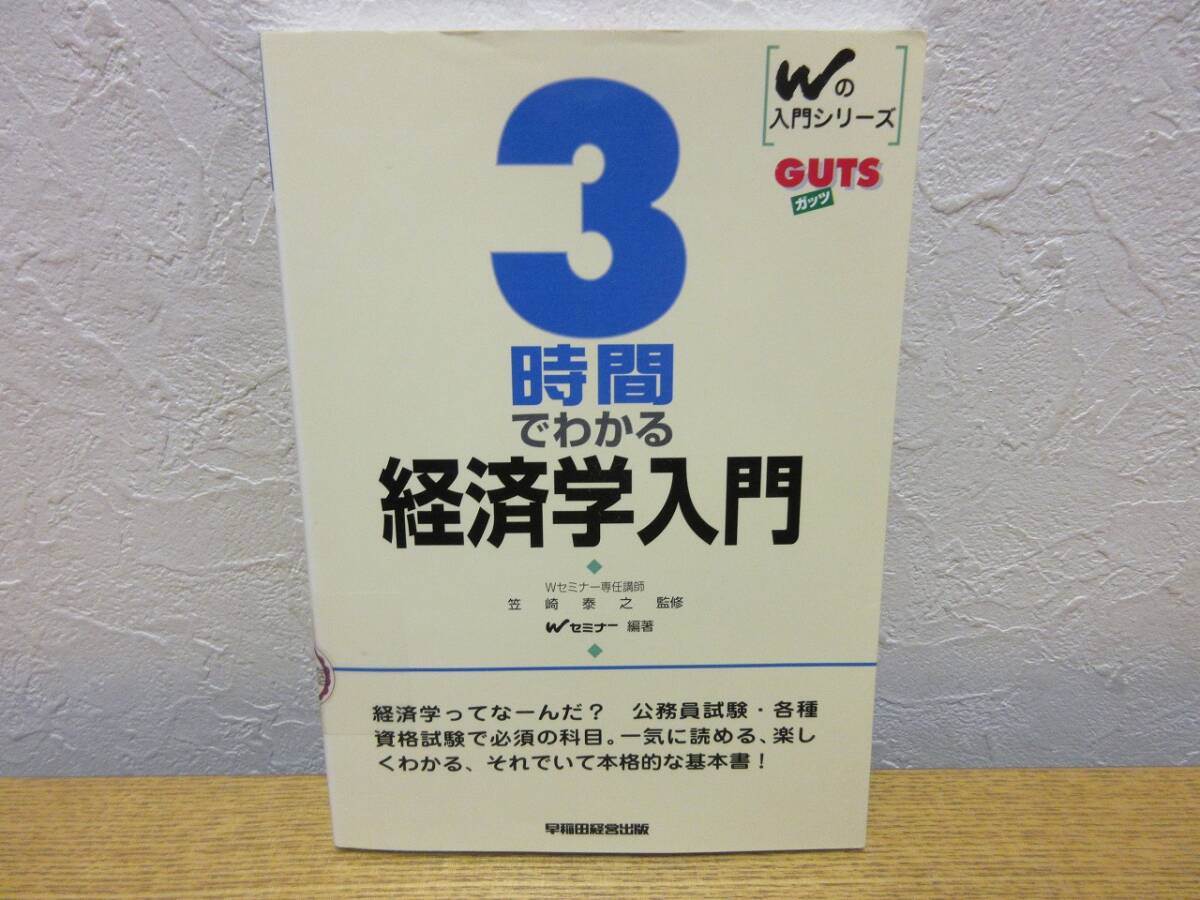 Wの
入門シリーズ
GUTS
ガッツ
3
時間
でわかる
経済学入門
Wセミナー専任講師
笠崎泰之 監修
Wセミナー 編著
経済学ってなーんだ？ 公務員試験・各種
資格試験で必須の科目。一気に読める、楽し
くわかる、それでいて本格的な基本書！
早稲田経営出版